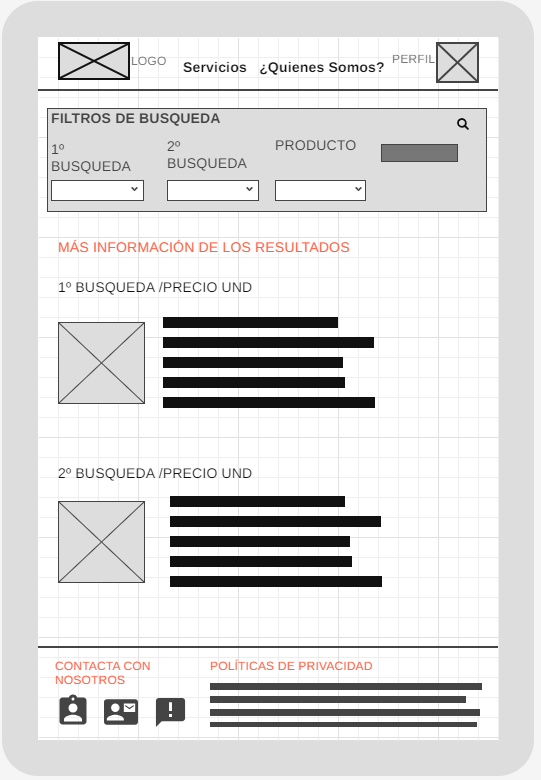 LOGO
Servicios
¿Quienes Somos?
PERFIL
FILTROS DE BUSQUEDA
1º
BUSQUEDA
2º
BUSQUEDA
PRODUCTO
MÁS INFORMACIÓN DE LOS RESULTADOS
1º BUSQUEDA /PRECIO UND
2º BUSQUEDA /PRECIO UND
CONTACTA CON
NOSOTROS
POLÍTICAS DE PRIVACIDAD